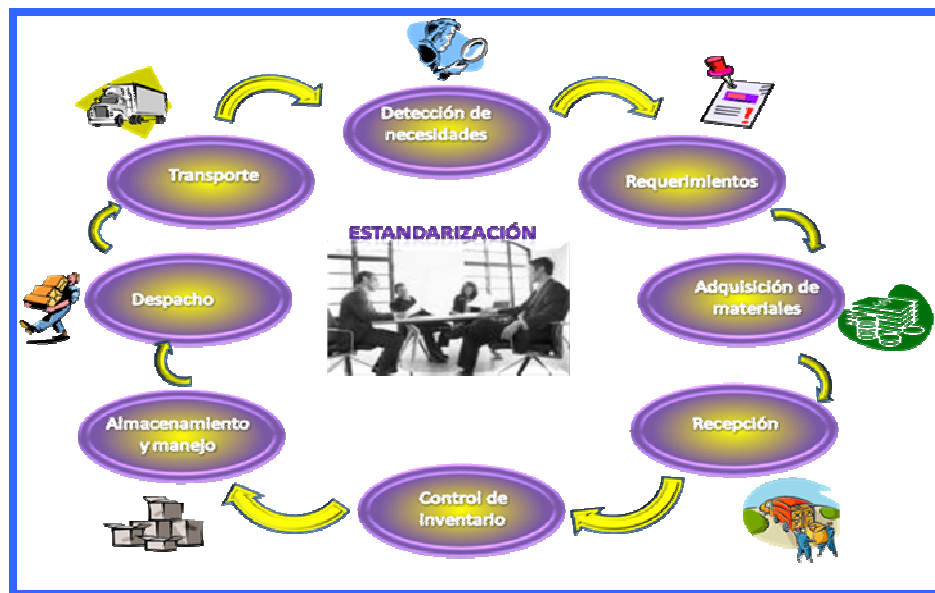 Detección de
necesidades
Transporte
Requerimientos
ESTANDARIZACIÓN
Despacho
Adquisición de
materiales
Almacenamiento
y manejo
Recepción
Control de
inventario